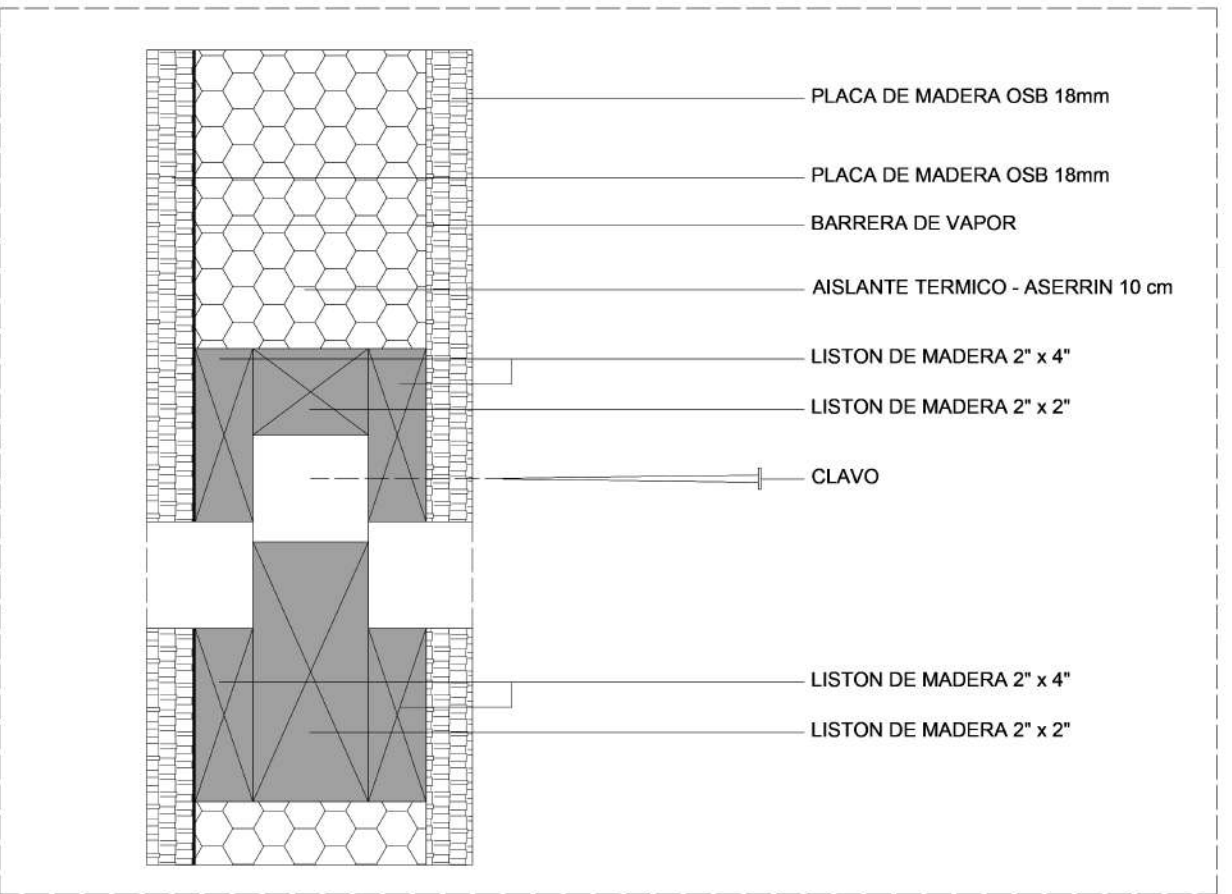 PLACA DE MADERA OSB 18mm
PLACA DE MADERA OSB 18mm
BARRERA DE VAPOR
AISLANTE TERMICO - ASERRIN 10 cm
LISTON DE MADERA 2" x 4"
LISTON DE MADERA 2" x 2"
CLAVO
LISTON DE MADERA 2" x 4"
LISTON DE MADERA 2" x 2"